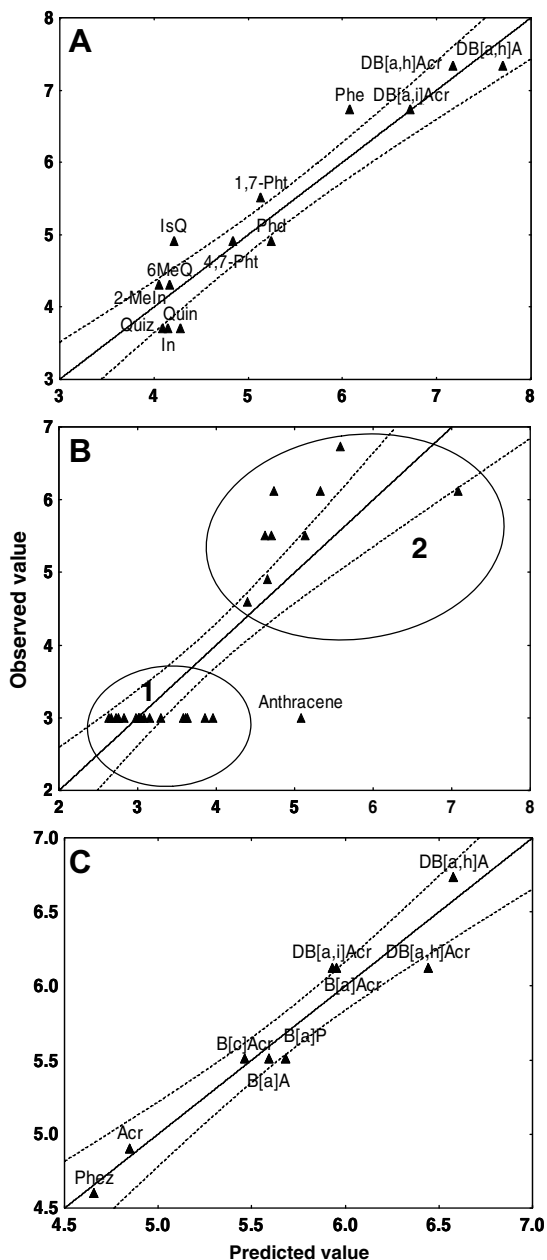 A
8
7
6
5
4
3
3 4 5 6 7 8
DB[a,h]Acr DB[a,h]A
Phe DB[a,i]Acr
1,7-Pht
IsQ Phd
4,7-Pht
6MeQ
2-MeIn
Quiz Quin
In
Observed value
B
7
6
5
4
3
2
2 3 4 5 6 7 8
2
1
Anthracene
C
7.0
6.5
6.0
5.5
5.0
4.5
4.5 5.0 5.5 6.0 6.5 7.0
DB[a,h]A
DB[a,i]Acr DB[a,h]Acr
B[a]Acr
B[c]Acr B[a]P
B[a]A
Acr
Phez
Predicted value